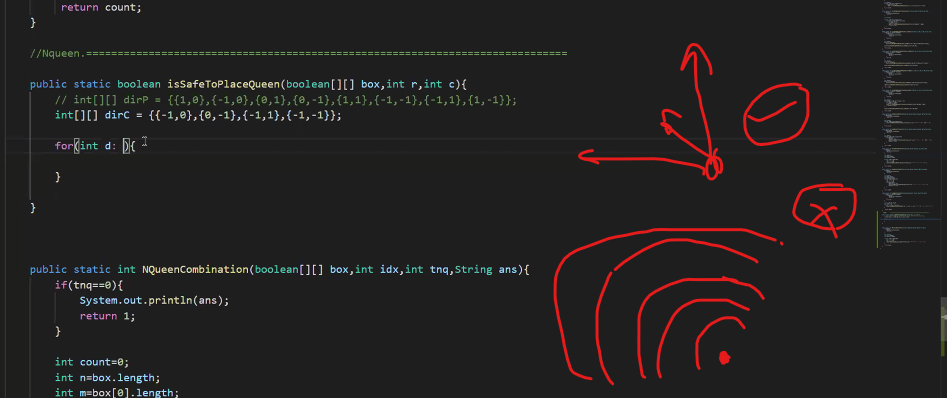 return count;
}
//Nqueen.=============================================================================
public static boolean isSafeToPlaceQueen(boolean[][] box,int r,int c){
// int[][] dirP = {{1,0},{-1,0},{0,1},{0,-1},{1,1},{-1,-1},{-1,1},{1,-1}};
int[][] dirC = {{-1,0},{0,-1},{-1,1},{-1,-1}};
for(int d: ){
}
}
public static int NQueenCombination(boolean[][] box,int idx,int tnq,String ans){
if(tnq==0){
System.out.println(ans);
return 1;
}
int count=0;
int n=box.length;
int m=box[0].length;